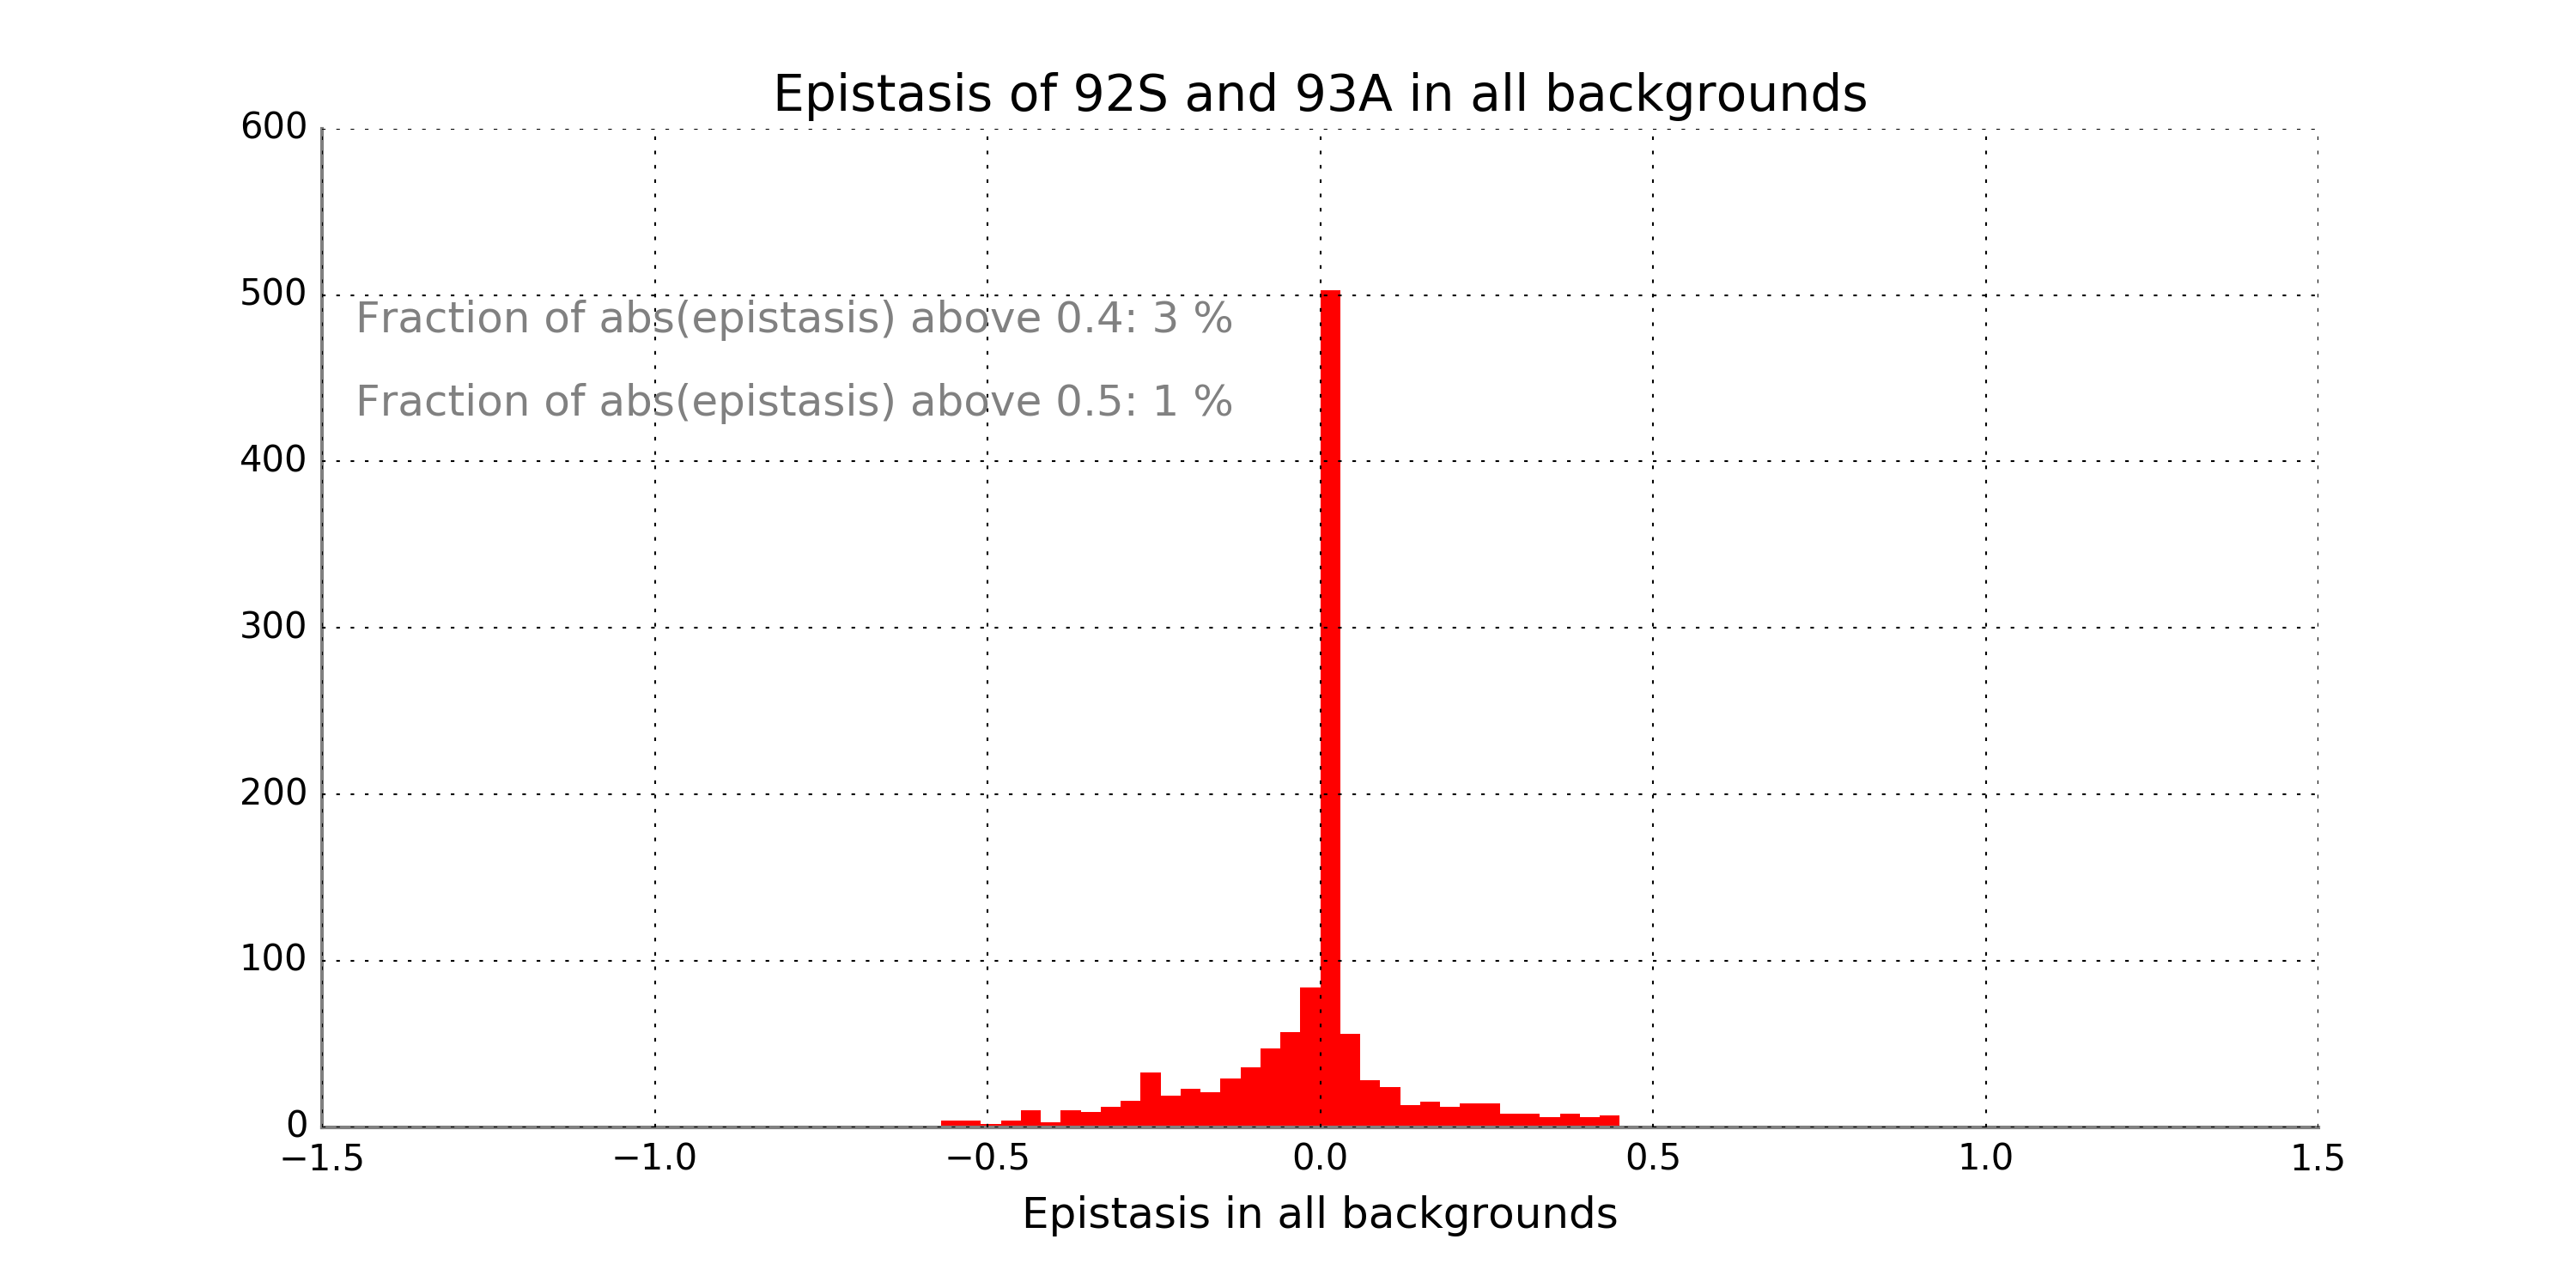 Epistasis of 92S and 93A in all backgrounds
600
500
Fraction of abs(epistasis) above 0.4: 3 %
Fraction of abs(epistasis) above 0.5: 1 %
400
300
200
100
0
−1.5 −1.0 −0.5 0.0 0.5 1.0 1.5
Epistasis in all backgrounds